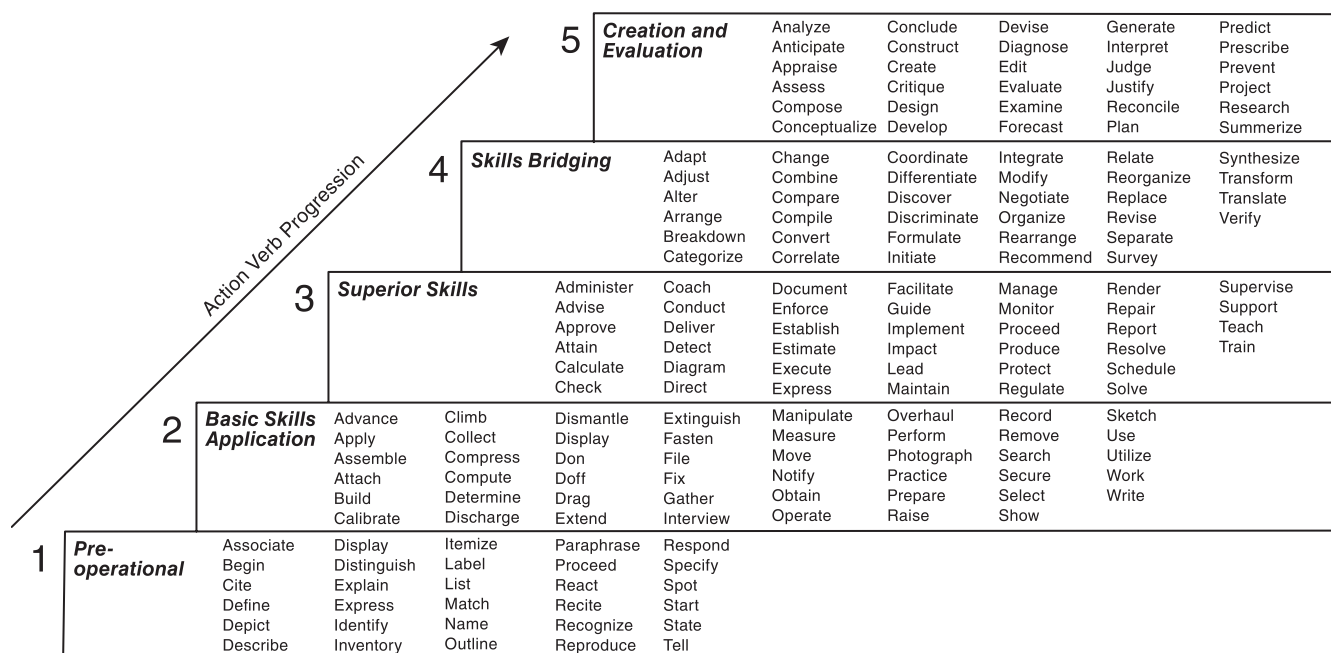 5 Creation and Evaluation
Analyze Conclude Devise Generate Predict
Anticipate Construct Diagnose Interpret Prescribe
Appraise Create Edit Judge Prevent
Assess Critique Evaluate Justify Project
Compose Design Examine Reconcile Research
Conceptualize Develop Forecast Plan Summerize
4 Skills Bridging
Adapt Change Coordinate Integrate Relate Synthesize
Adjust Combine Differentiate Modify Reorganize Transform
Alter Compare Discover Negotiate Replace Translate
Arrange Compile Discriminate Organize Revise Verify
Breakdown Convert Formulate Rearrange Separate
Categorize Correlate Initiate Recommend Survey
Action Verb Progression
3 Superior Skills
Administer Coach Document Facilitate Manage Render Supervise
Advise Conduct Enforce Guide Monitor Repair Support
Approve Deliver Establish Implement Proceed Report Teach
Attain Detect Estimate Impact Produce Resolve Train
Calculate Diagram Execute Lead Protect Schedule
Check Direct Express Maintain Regulate Solve
2 Basic Skills Application
Advance Climb Dismantle Extinguish Manipulate Overhaul Record Sketch
Apply Collect Display Fasten Measure Perform Remove Use
Assemble Compress Don File Move Photograph Search Utilize
Attach Compute Doff Fix Notify Practice Secure Work
Build Determine Drag Gather Obtain Prepare Select Write
Calibrate Discharge Extend Interview Operate Raise Show
1 Pre-operational
Associate Display Itemize Paraphrase Respond
Begin Distinguish Label Proceed Specify
Cite Explain List React Spot
Define Express Match Recite Start
Depict Identify Name Recognize State
Describe Inventory Outline Reproduce Tell